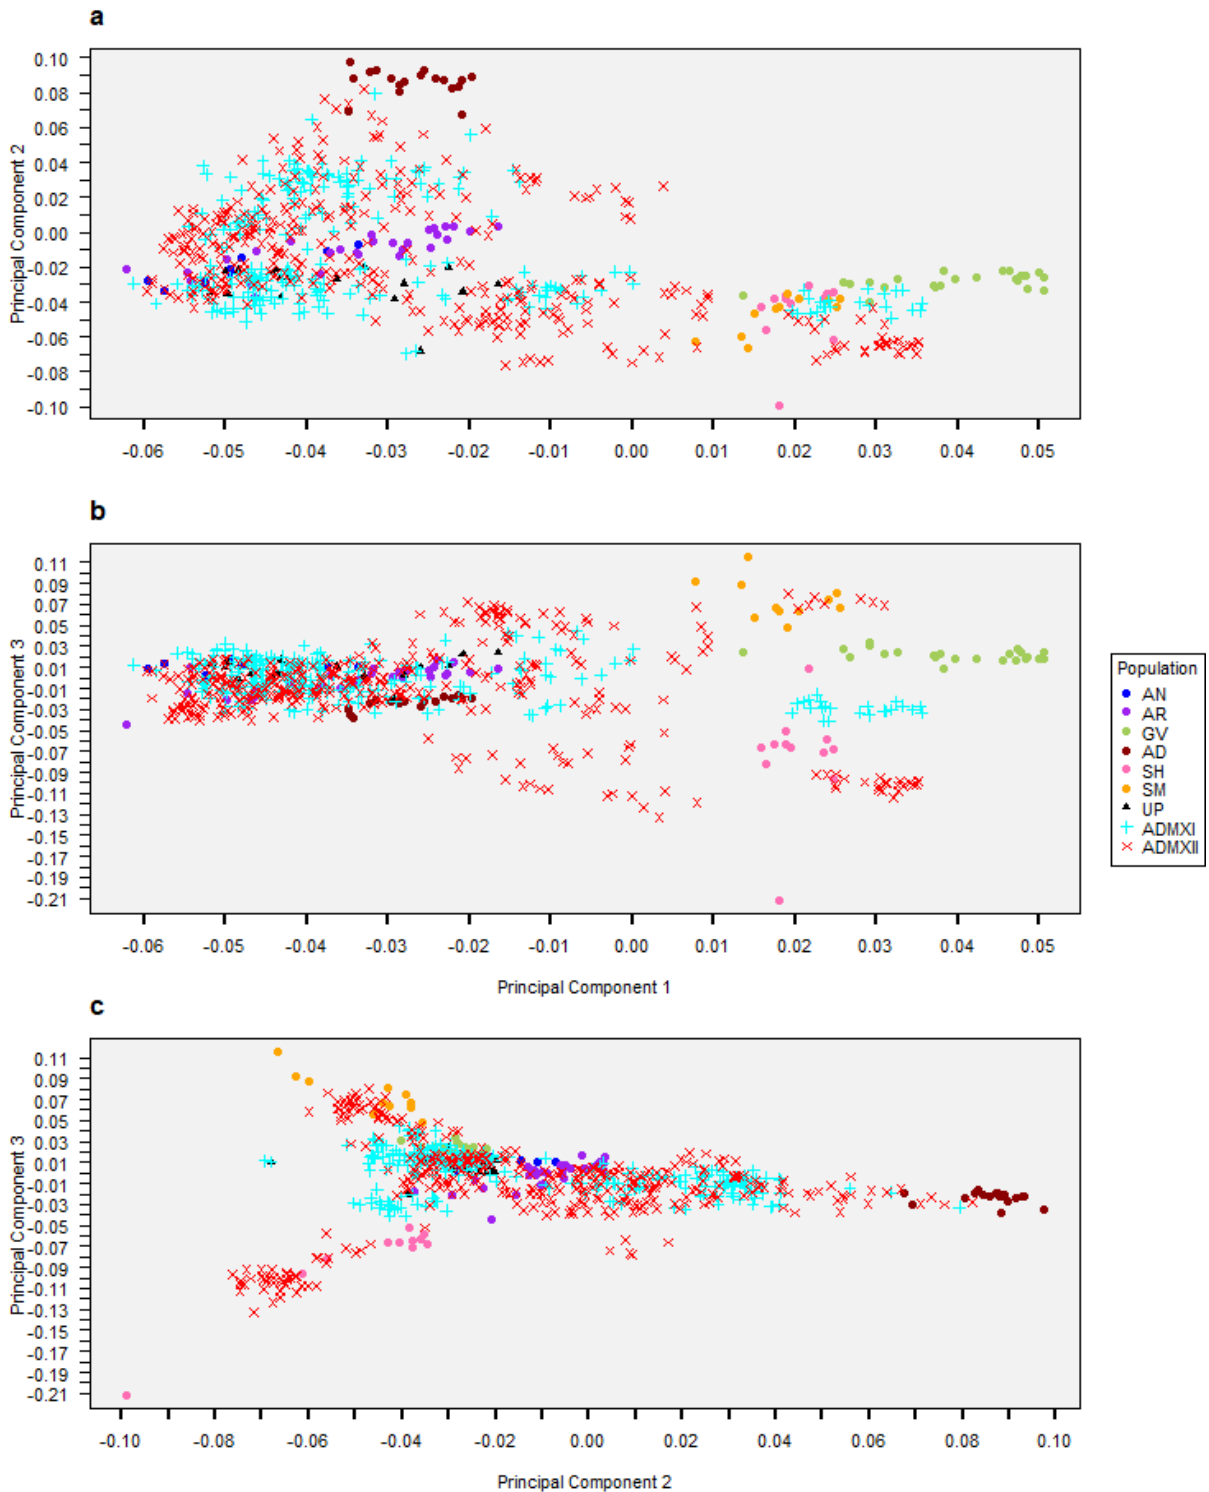 a
Principal Component 2
0.10
0.08
0.06
0.04
0.02
0.00
-0.02
-0.04
-0.06
-0.08
-0.10
-0.06 -0.05 -0.04 -0.03 -0.02 -0.01 0.00 0.01 0.02 0.03 0.04 0.05
b
Principal Component 3
0.11
0.09
0.07
0.05
0.03
0.01
-0.01
-0.03
-0.05
-0.07
-0.09
-0.11
-0.13
-0.15
-0.17
-0.19
-0.21
-0.06 -0.05 -0.04 -0.03 -0.02 -0.01 0.00 0.01 0.02 0.03 0.04 0.05
Principal Component 1
Population
AN
AR
GV
AD
SH
SM
UP
ADMXI
ADMXII
c
Principal Component 3
0.11
0.09
0.07
0.05
0.03
0.01
-0.01
-0.03
-0.05
-0.07
-0.09
-0.11
-0.13
-0.15
-0.17
-0.19
-0.21
-0.10 -0.08 -0.06 -0.04 -0.02 0.00 0.02 0.04 0.06 0.08 0.10
Principal Component 2